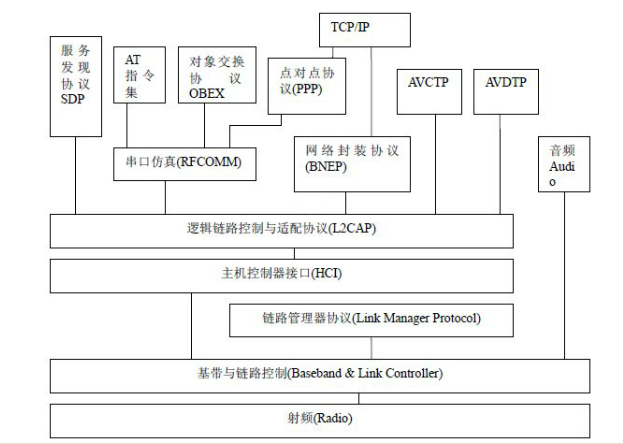 TCP/IP
服务
发现
协议
SDP
AT
指令
集
对象交换
协议
OBEX
点对点协
议(PPP)
AVCTP
AVDTP
串口仿真(RFCOMM)
网络封装协议
(BNEP)
音频
Audi
o
逻辑链路控制与适配协议(L2CAP)
主机控制器接口(HCI)
链路管理器协议(Link Manager Protocol)
基带与链路控制(Baseband & Link Controller)
射频(Radio)